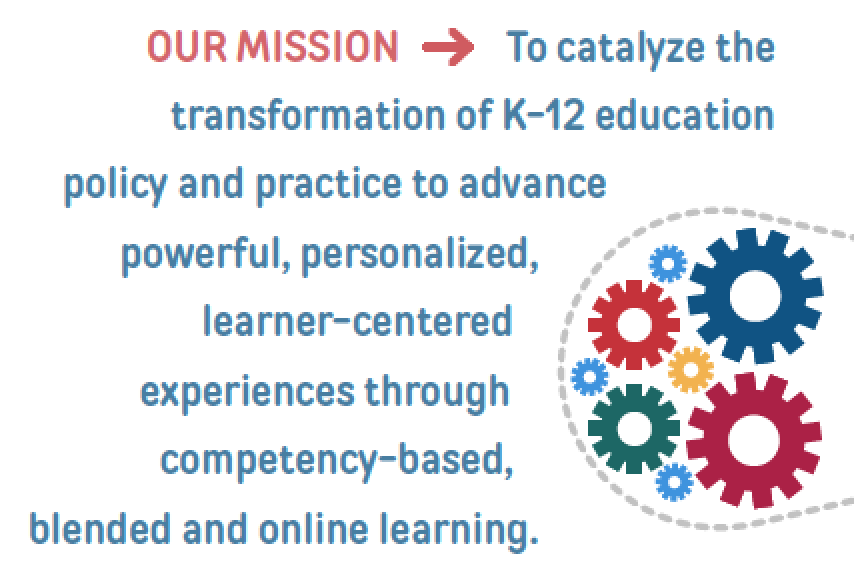 OUR MISSION → To catalyze the
transformation of K-12 education
policy and practice to advance
powerful, personalized,
learner-centered
experiences through
competency-based,
blended and online learning.